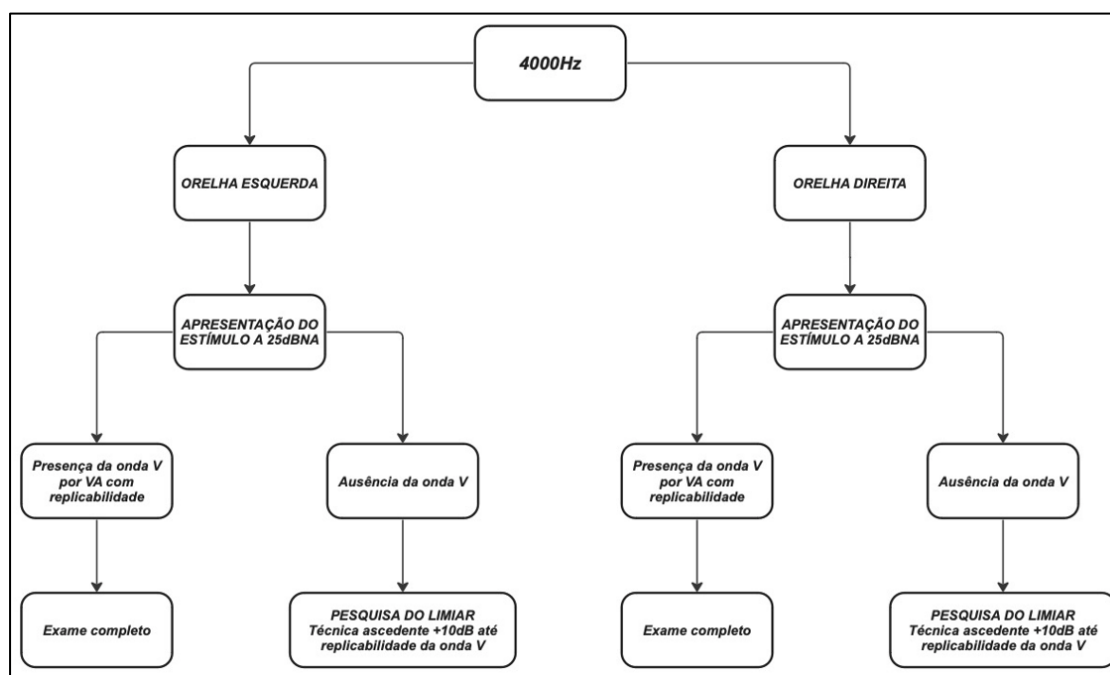 4000Hz
ORELHA ESQUERDA
ORELHA DIREITA
APRESENTAÇÃO DO
ESTÍMULO A 25dBNA
APRESENTAÇÃO DO
ESTÍMULO A 25dBNA
Presença da onda V
por VA com
replicabilidade
Ausência da onda V
Presença da onda V
por VA com
replicabilidade
Ausência da onda V
Exame completo
PESQUISA DO LIMIAR
Técnica ascedente +10dB até
replicabilidade da onda V
Exame completo
PESQUISA DO LIMIAR
Técnica ascedente +10dB até
replicabilidade da onda V